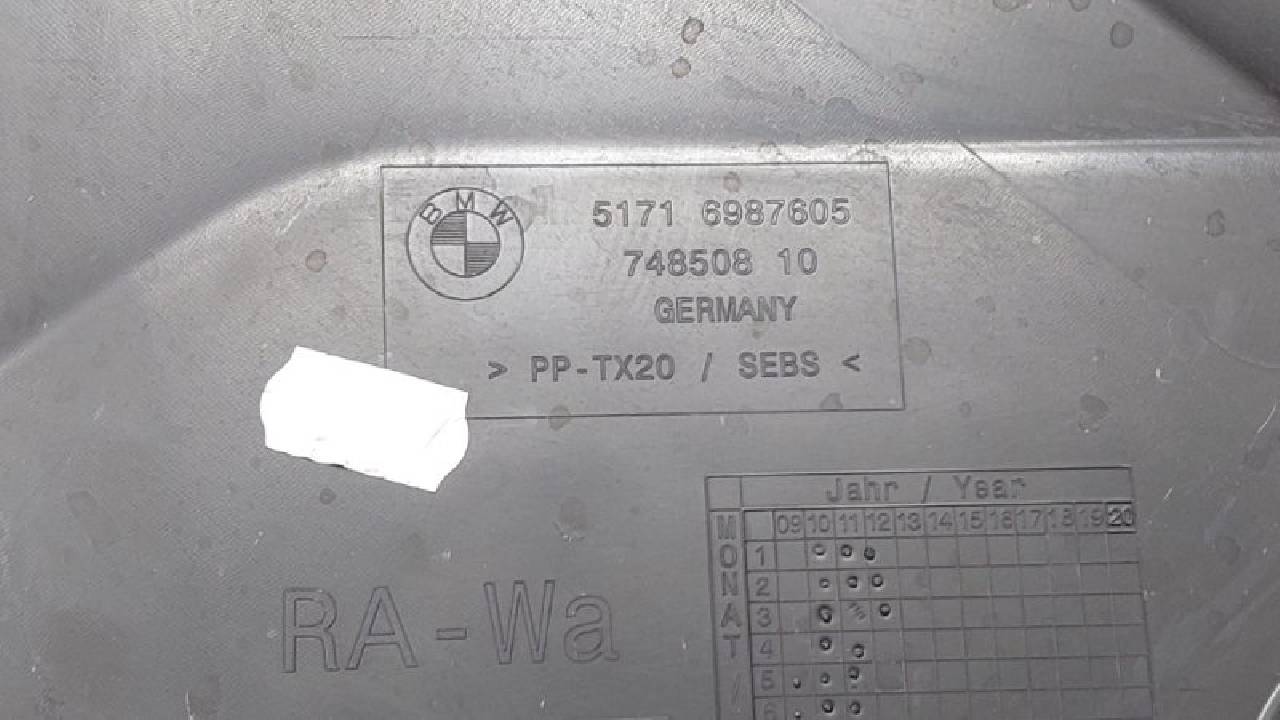 BMW
5171 6987605
748508 10
GERMANY
> PP-TX20 / SEBS <
RA-Wa
Jahr / Year
09 10 11 12 13 14 15 16 17 18 19 20
MONAT /
1
2
3
4
5
6